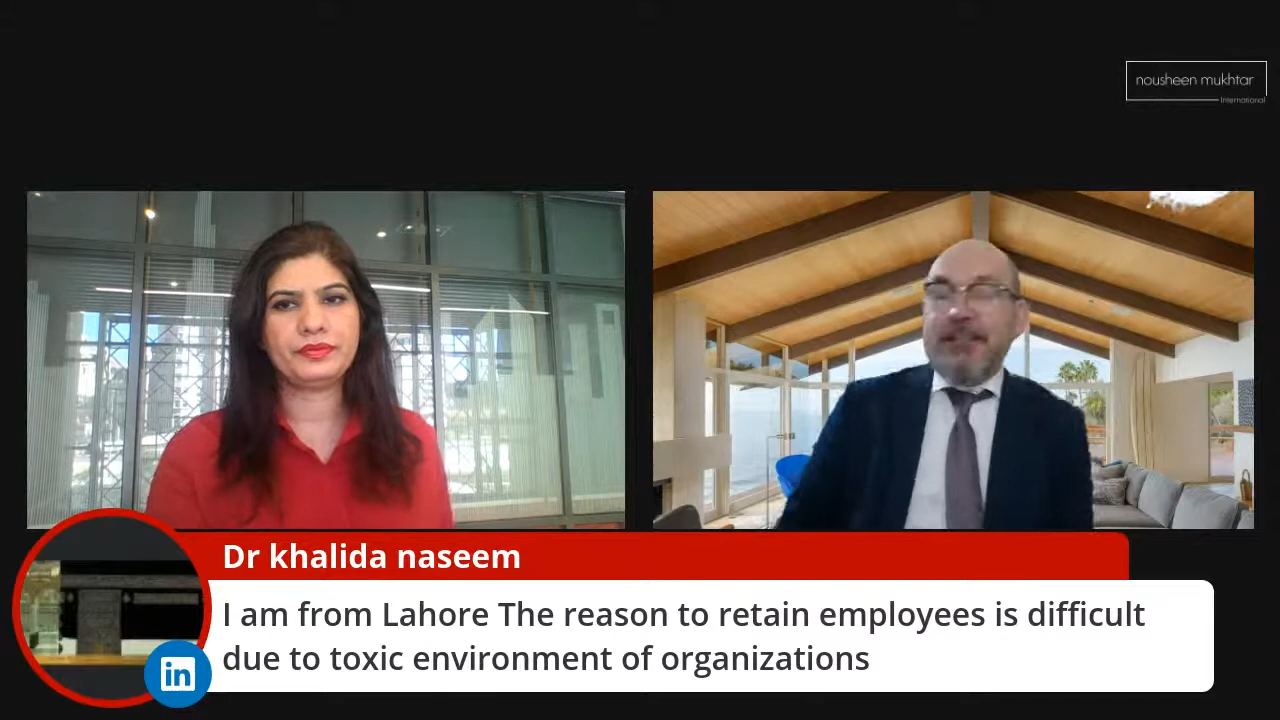 nousheen mukhtar
International
Dr khalida naseem
I am from Lahore The reason to retain employees is difficult
due to toxic environment of organizations
in